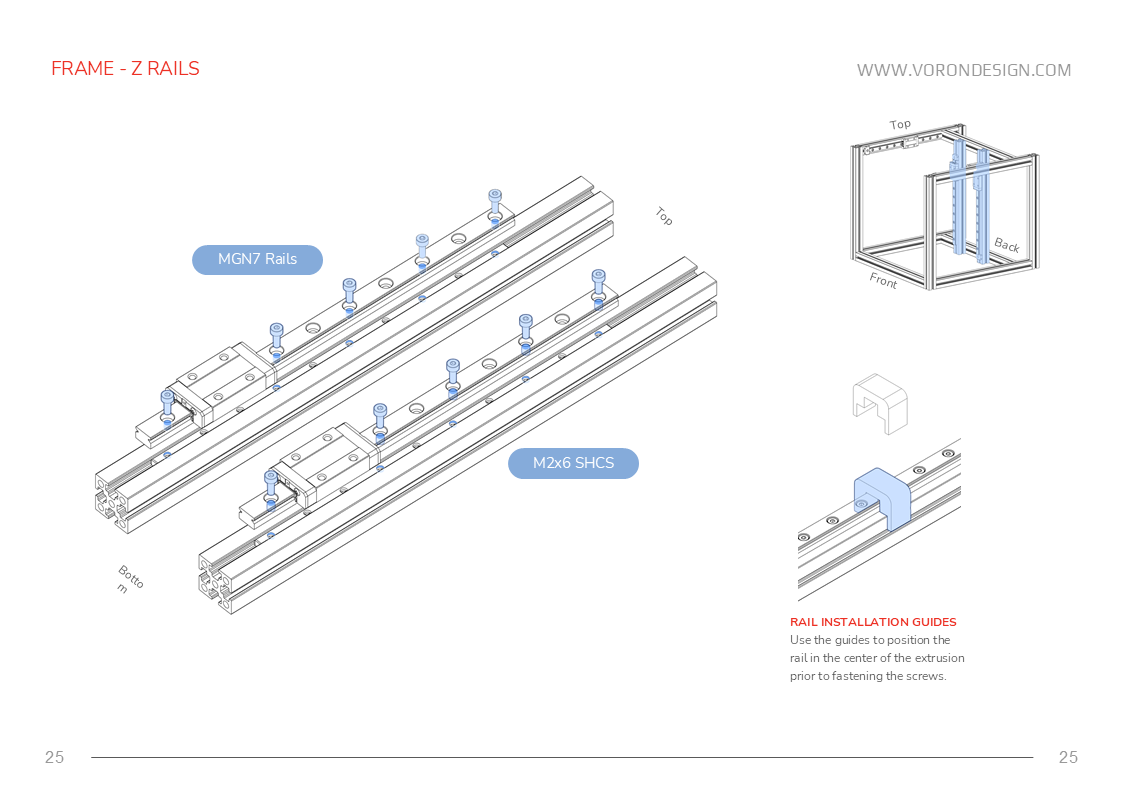 FRAME - Z RAILS
WWW.VORONDESIGN.COM
Top
Back
Front
MGN7 Rails
Top
M2x6 SHCS
Botto
m
RAIL INSTALLATION GUIDES
Use the guides to position the
rail in the center of the extrusion
prior to fastening the screws.
25
25